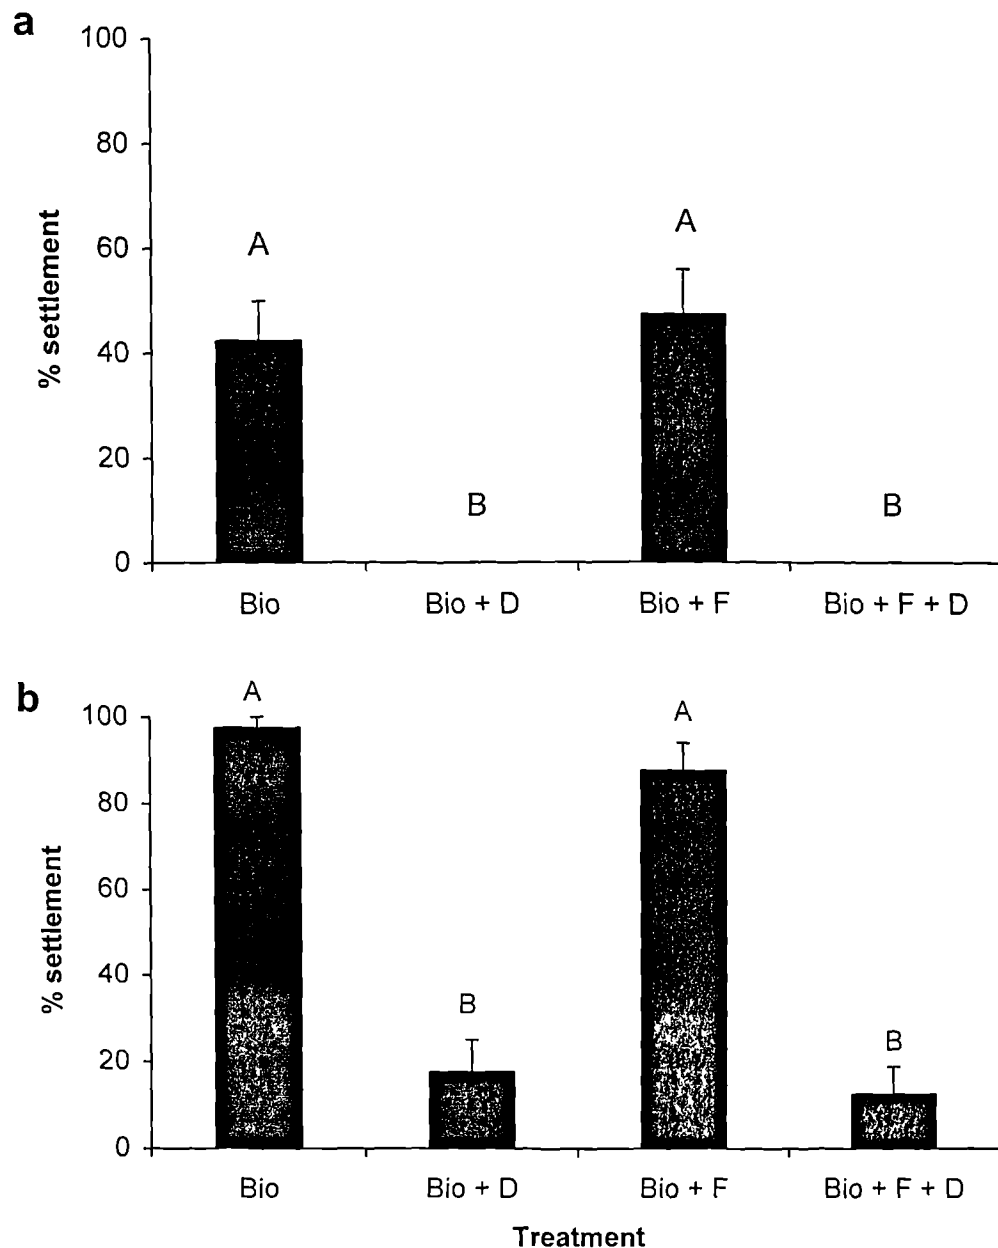 a
100
80
60
40
20
0
% settlement
A
B
A
B
Bio
Bio + D
Bio + F
Bio + F + D
b
100
80
60
40
20
0
% settlement
A
B
A
B
Bio
Bio + D
Bio + F
Bio + F + D
Treatment